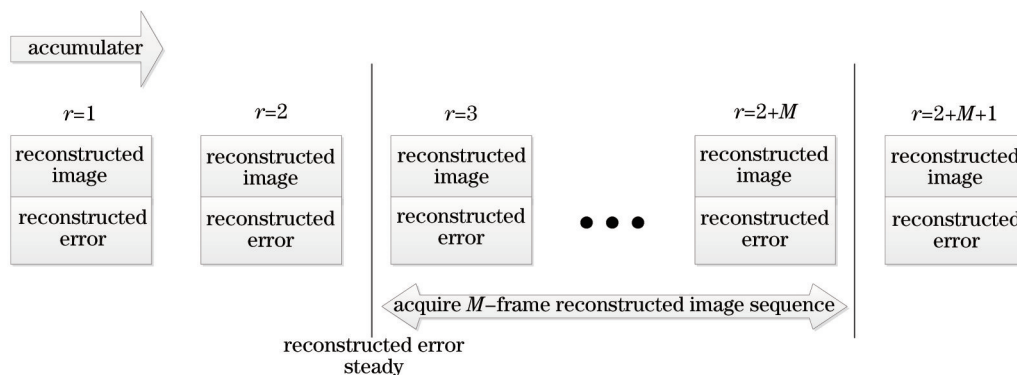 accumulater
r=1
r=2
r=3
r=2+M
r=2+M+1
reconstructed
image
reconstructed
image
reconstructed
image
reconstructed
image
reconstructed
image
reconstructed
error
reconstructed
error
reconstructed
error
reconstructed
error
reconstructed
error
acquire M-frame reconstructed image sequence
reconstructed error
steady